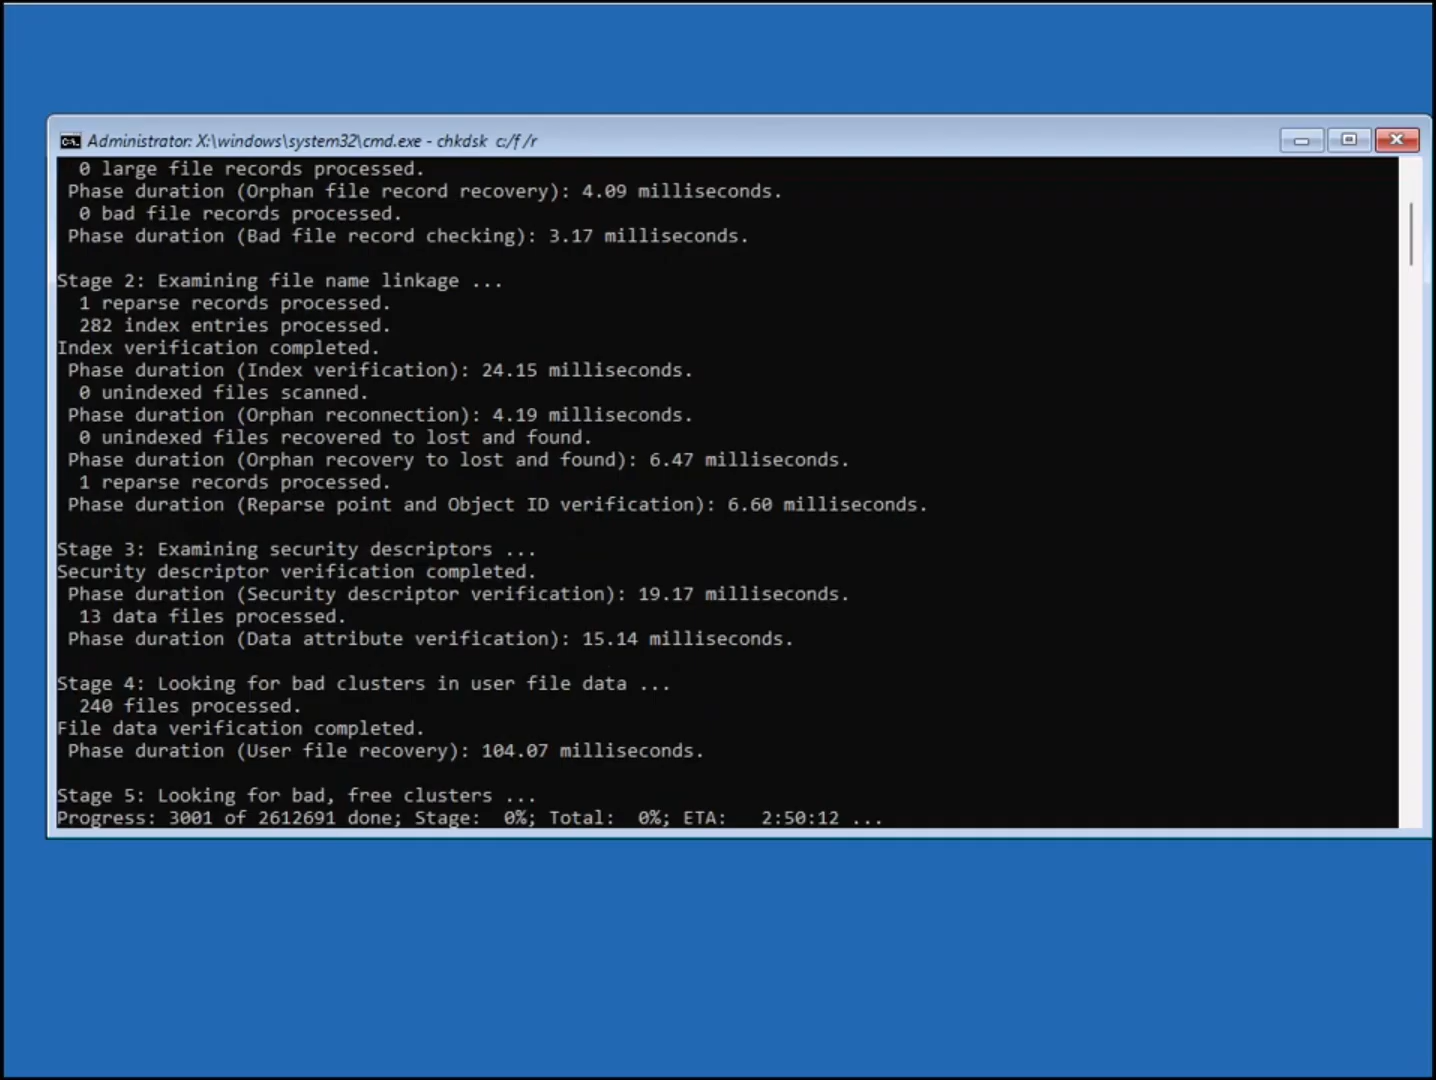 Administrator: X:\windows\system32\cmd.exe - chkdsk  c:/f /r
0 large file records processed.
Phase duration (Orphan file record recovery): 4.09 milliseconds.
0 bad file records processed.
Phase duration (Bad file record checking): 3.17 milliseconds.
Stage 2: Examining file name linkage ...
1 reparse records processed.
282 index entries processed.
Index verification completed.
Phase duration (Index verification): 24.15 milliseconds.
0 unindexed files scanned.
Phase duration (Orphan reconnection): 4.19 milliseconds.
0 unindexed files recovered to lost and found.
Phase duration (Orphan recovery to lost and found): 6.47 milliseconds.
1 reparse records processed.
Phase duration (Reparse point and Object ID verification): 6.60 milliseconds.
Stage 3: Examining security descriptors ...
Security descriptor verification completed.
Phase duration (Security descriptor verification): 19.17 milliseconds.
13 data files processed.
Phase duration (Data attribute verification): 15.14 milliseconds.
Stage 4: Looking for bad clusters in user file data ...
240 files processed.
File data verification completed.
Phase duration (User file recovery): 104.07 milliseconds.
Stage 5: Looking for bad, free clusters ...
Progress: 3001 of 2612691 done; Stage:  0%; Total:  0%; ETA:   2:50:12 ...